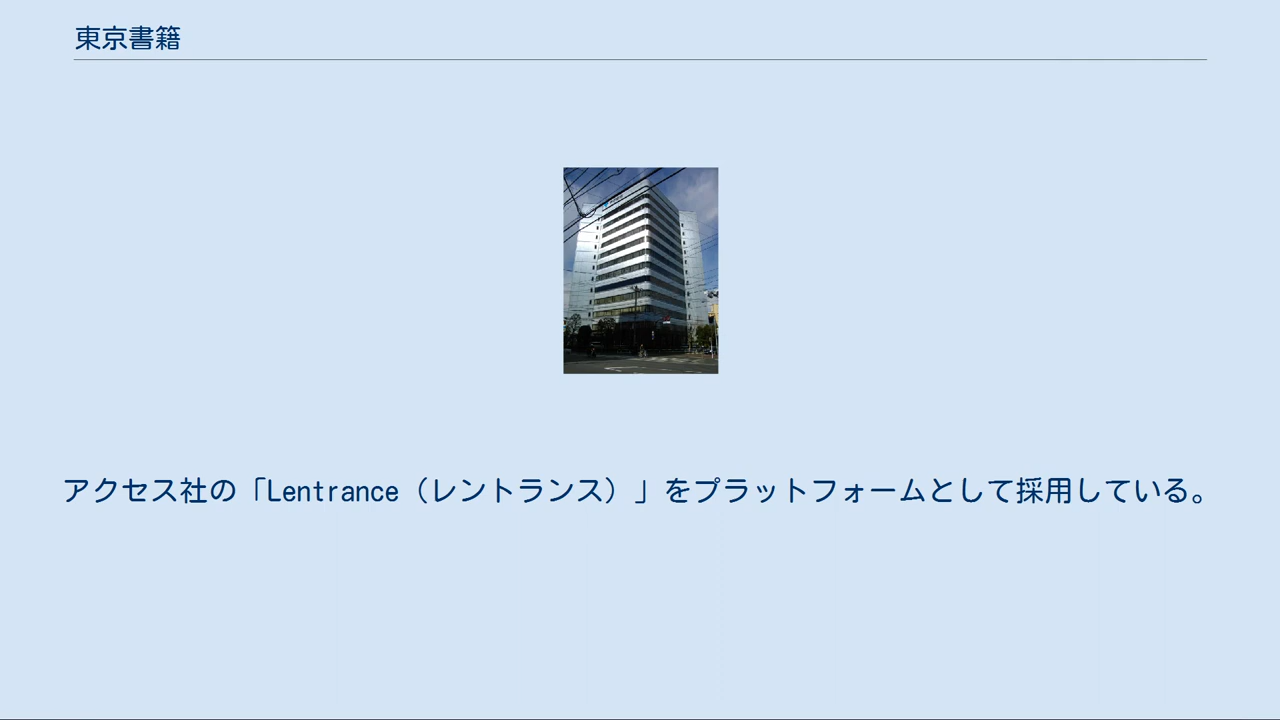 東京書籍
アクセス社の「Lentrance（レントランス）」をプラットフォームとして採用している。